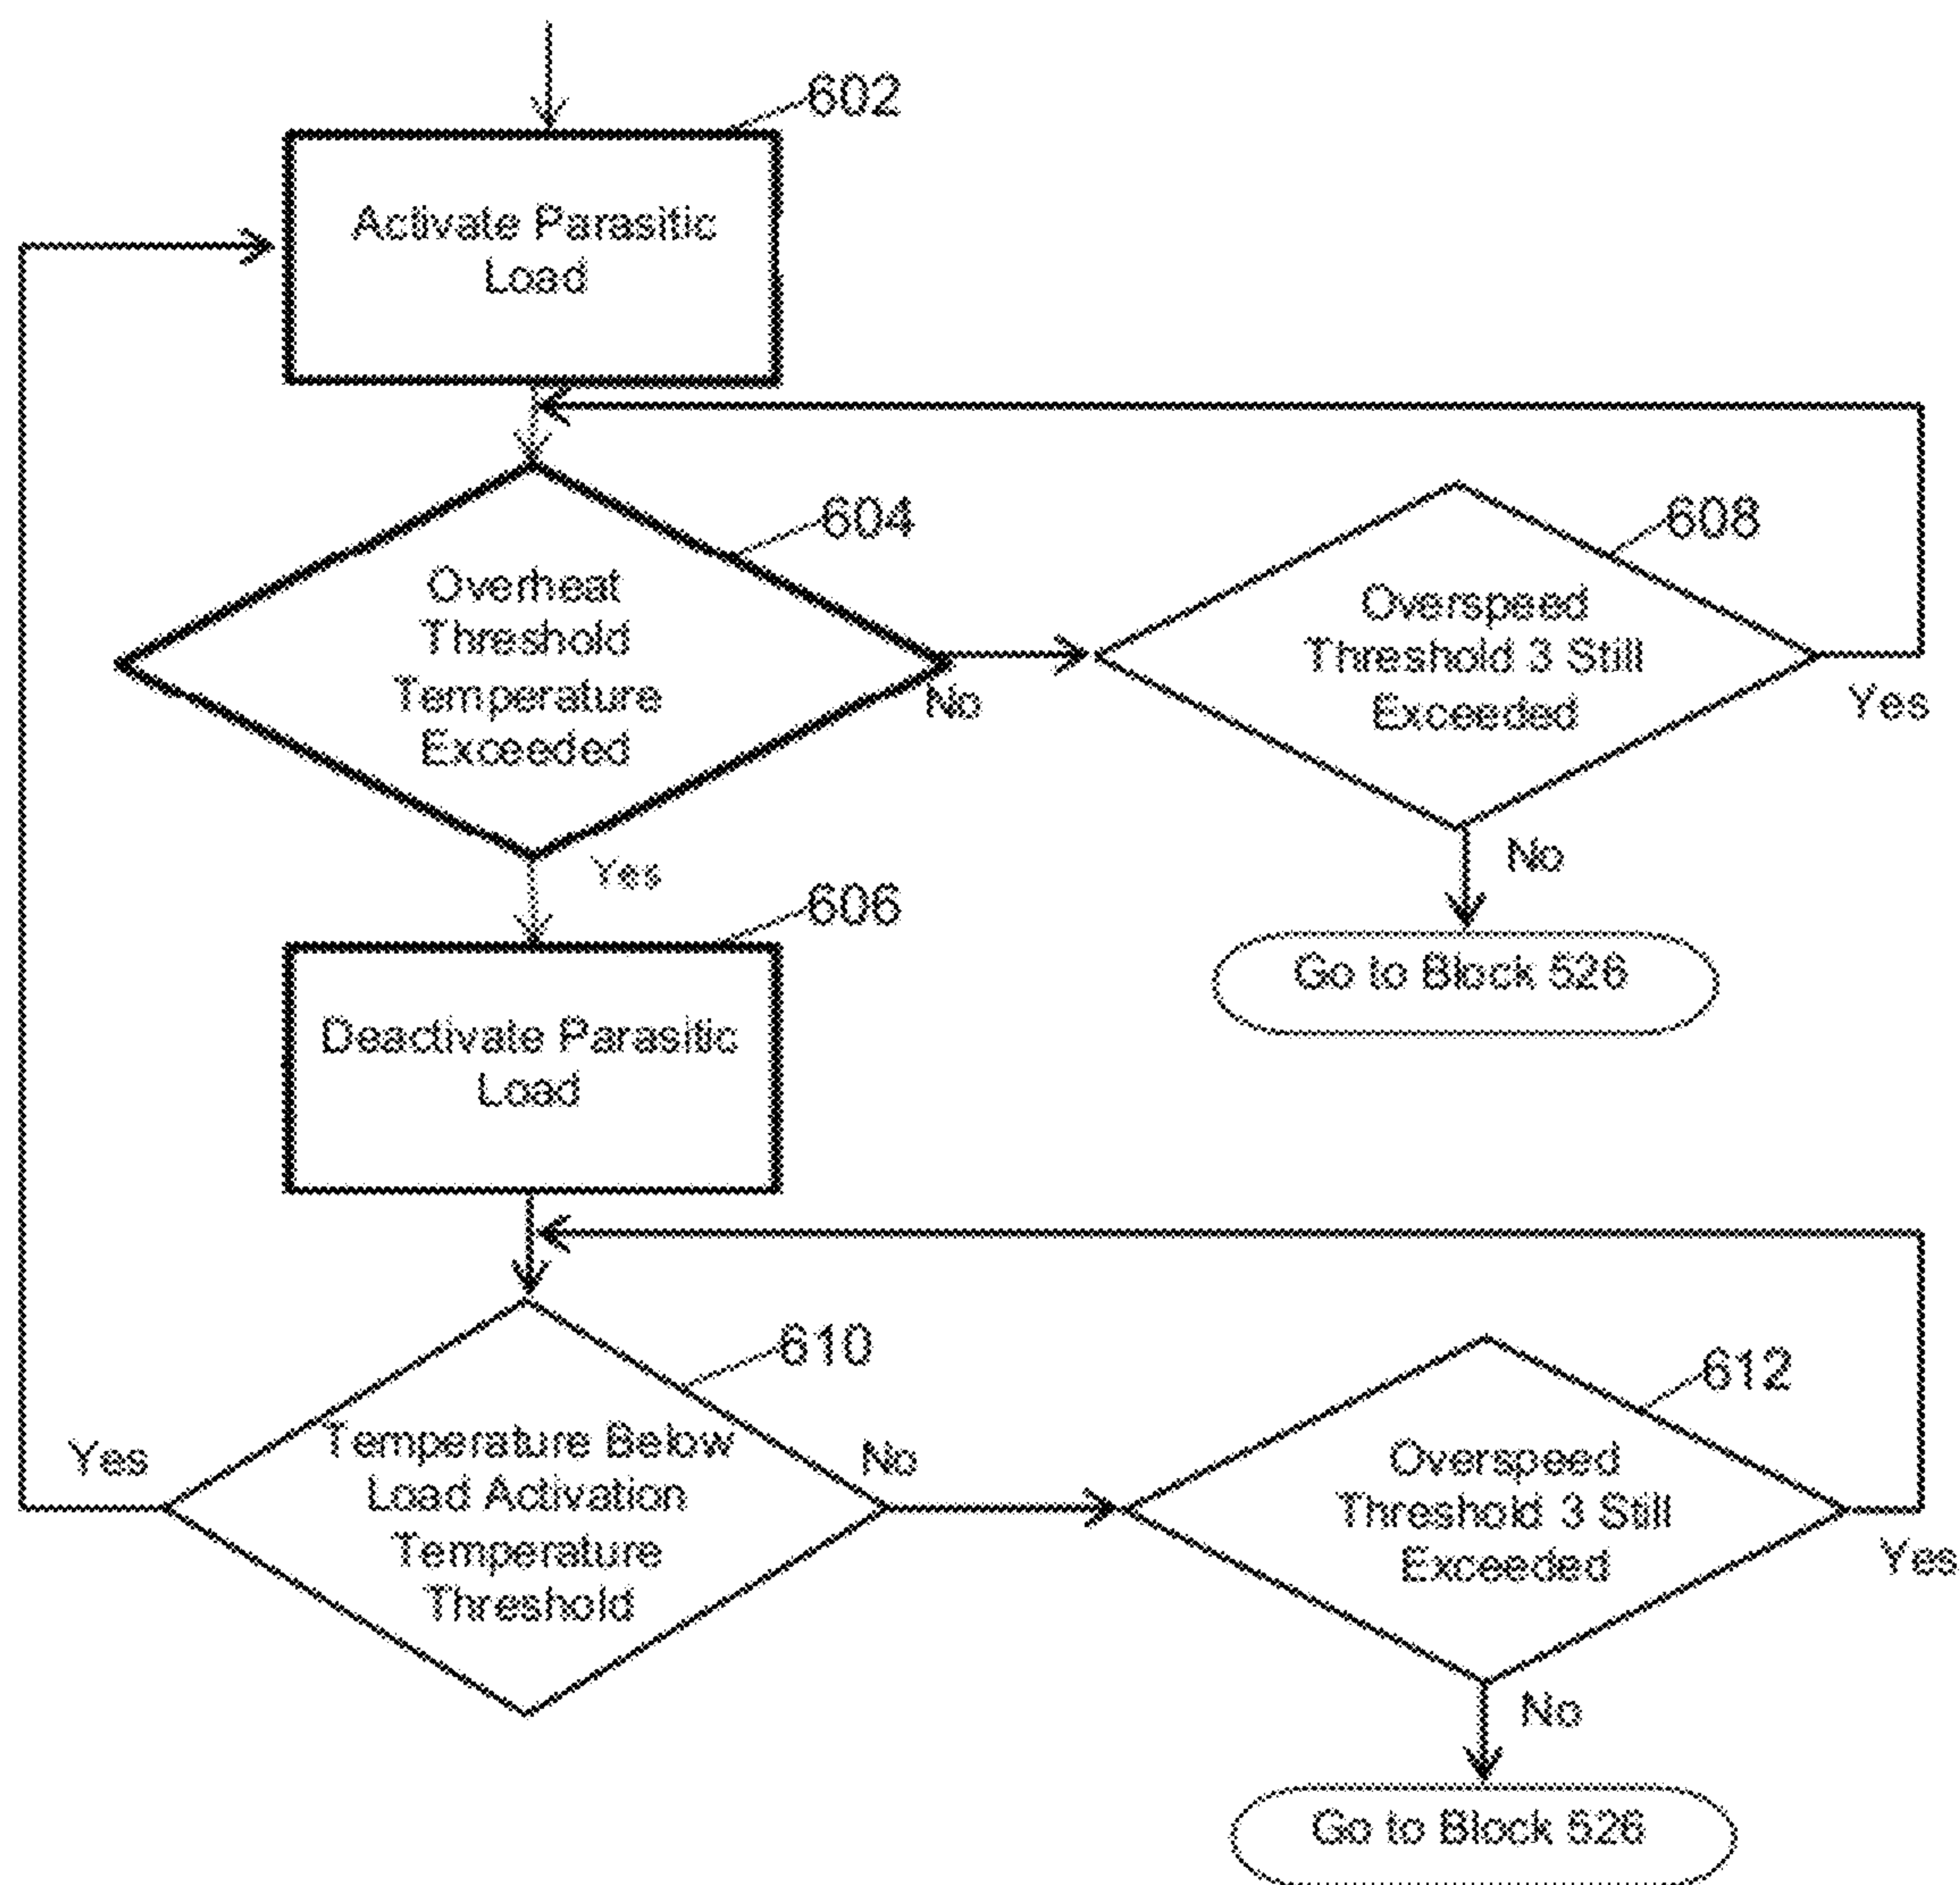 602
Activate Parasitic
Load
604
Overheat
Threshold
Temperature
Exceeded
No
Yes
608
Overspeed
Threshold 3 Still
Exceeded
Yes
No
Go to Block 526
606
Deactivate Parasitic
Load
610
Temperature Below
Load Activation
Temperature
Threshold
Yes
No
612
Overspeed
Threshold 3 Still
Exceeded
Yes
No
Go to Block 526